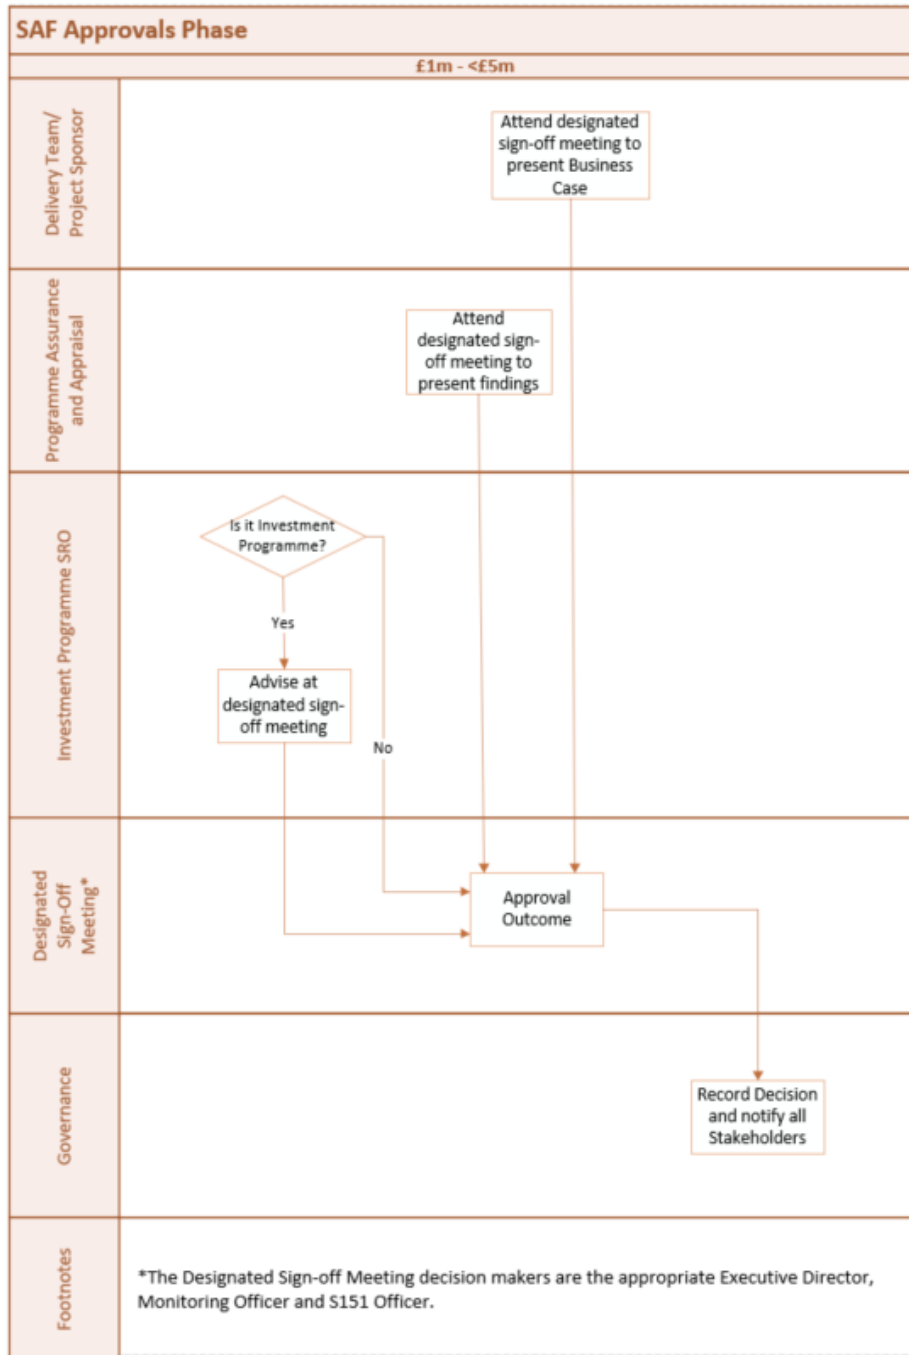 SAF Approvals Phase
£1m - <£5m
Delivery Team/
Project Sponsor
Attend designated
sign-off meeting to
present Business
Case
Programme Assurance
and Appraisal
Attend
designated sign-
off meeting to
present findings
Investment Programme SRO
Is it Investment
Programme?
Yes
Advise at
designated sign-
off meeting
No
Designated
Sign-Off
Meeting*
Approval
Outcome
Governance
Record Decision
and notify all
Stakeholders
Footnotes
*The Designated Sign-off Meeting decision makers are the appropriate Executive Director,
Monitoring Officer and S151 Officer.